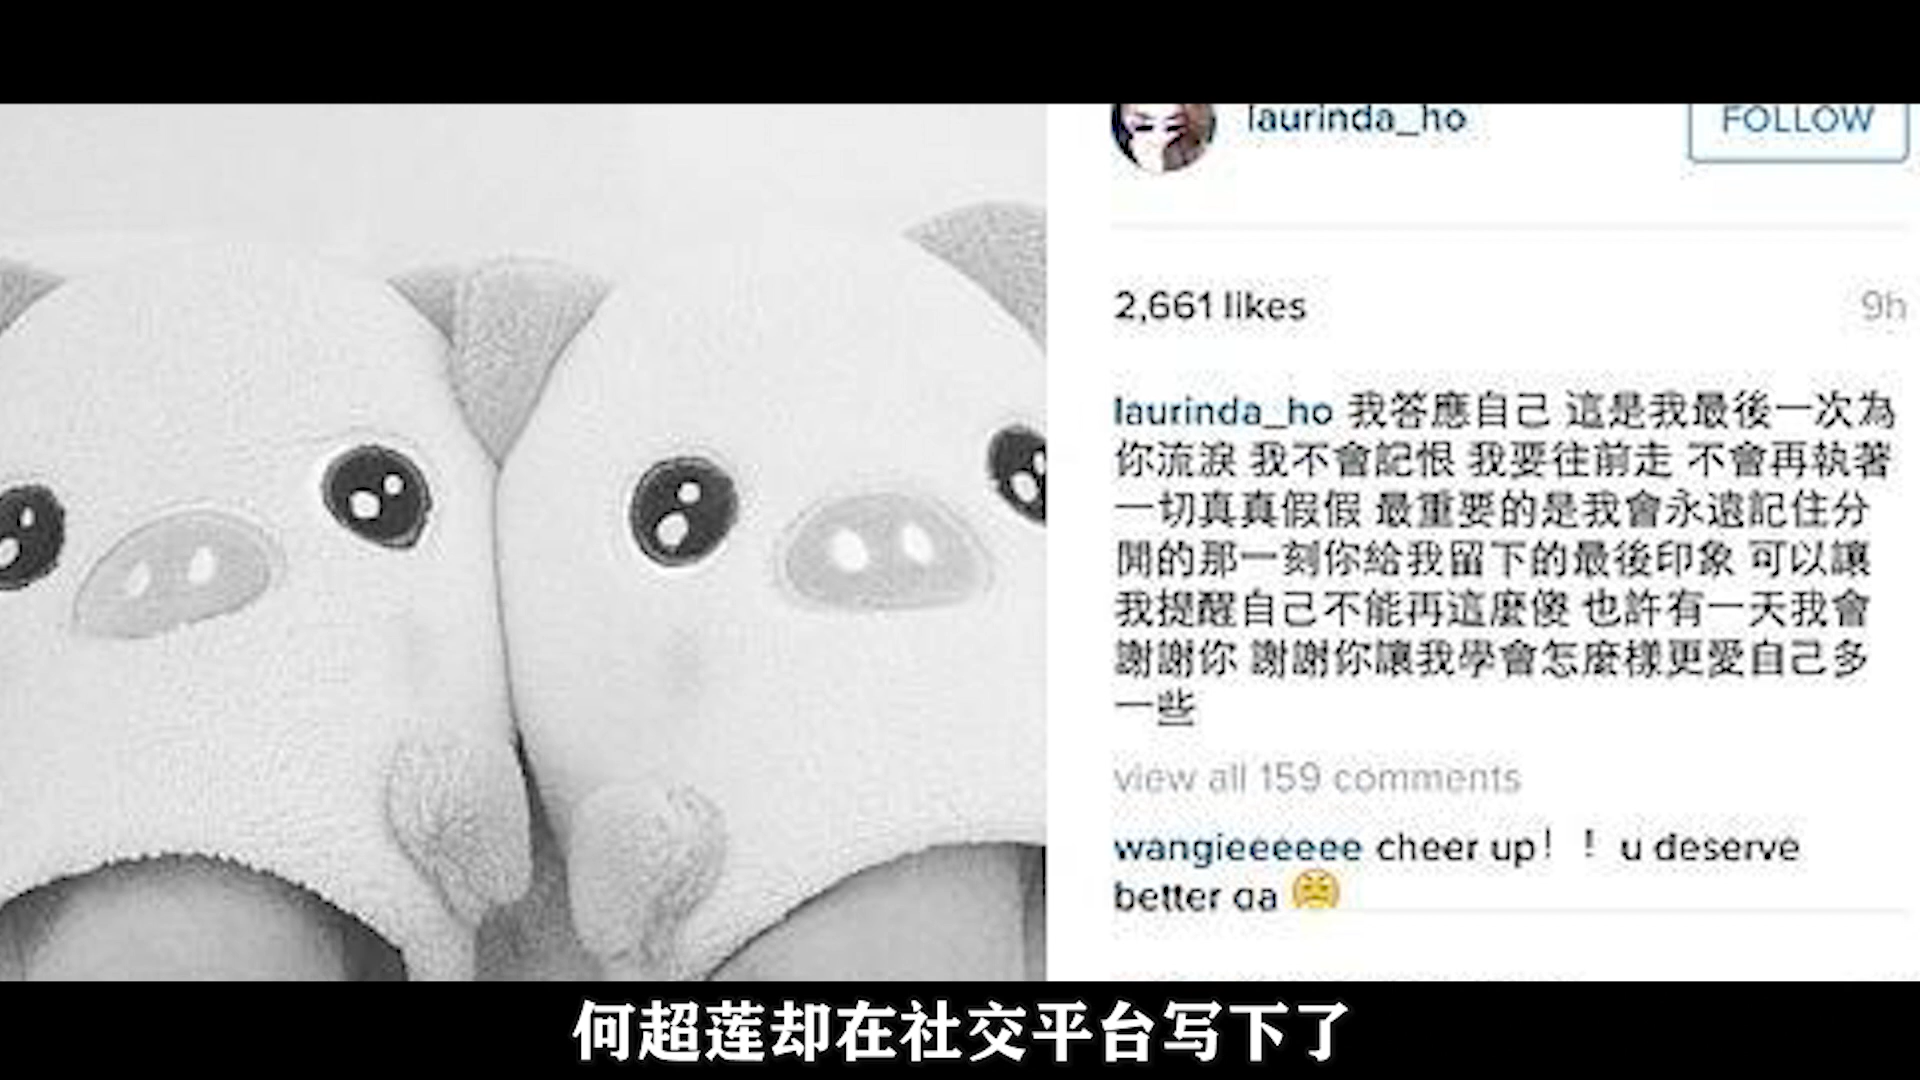 laurinda_ho
FOLLOW
2,661 likes
9h
laurinda_ho 我答應自己 這是我最後一次為
你流淚 我不會記恨 我要往前走 不會再執著
一切真真假假 最重要的是我會永遠記住分
開的那一刻你給我留下的最後印象 可以讓
我提醒自己不能再這麼傻 也許有一天我會
謝謝你 謝謝你讓我學會怎麼樣更愛自己多
一些
view all 159 comments
wangieeeeee cheer up！ ！ u deserve
better ga
何超莲却在社交平台写下了